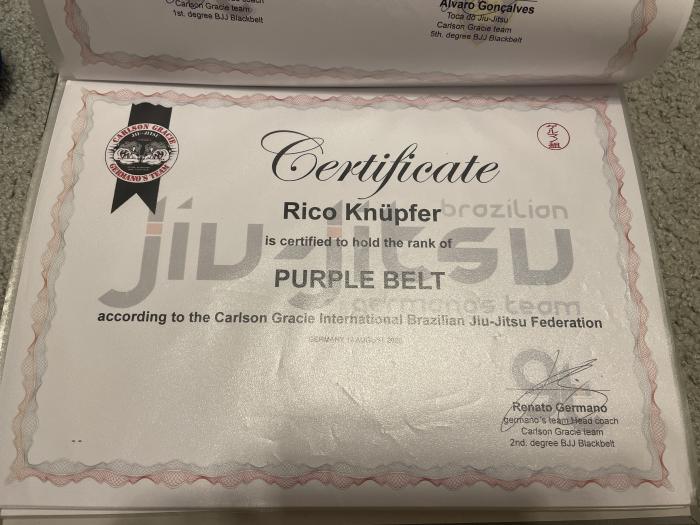 Carlson Gracie team
1st. degree BJJ Blackbelt
Alvaro Gonçalves
Toca do Jiu-Jitsu
Carlson Gracie team
5th. degree BJJ Blackbelt
CARLSON GRACIE
JIU-JITSU
GERMANO'S TEAM
Certificate
brazilian
jiu-jitsu
germano's team
Rico Knüpfer
is certified to hold the rank of
PURPLE BELT
according to the Carlson Gracie International Brazilian Jiu-Jitsu Federation
Renato Germano
germano's team Head coach
Carlson Gracie team
2nd. degree BJJ Blackbelt